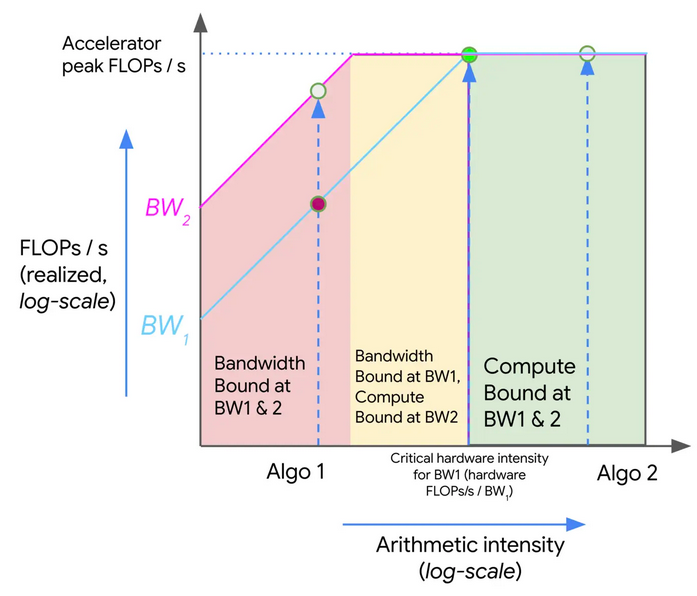 Accelerator
peak FLOPs / s
BW2
FLOPs / s
(realized,
log-scale)
BW1
Bandwidth
Bound at
BW1 & 2
Bandwidth
Bound at BW1,
Compute
Bound at BW2
Compute
Bound at
BW1 & 2
Algo 1
Critical hardware intensity
for BW1 (hardware
FLOPs/s / BW1)
Algo 2
Arithmetic intensity
(log-scale)